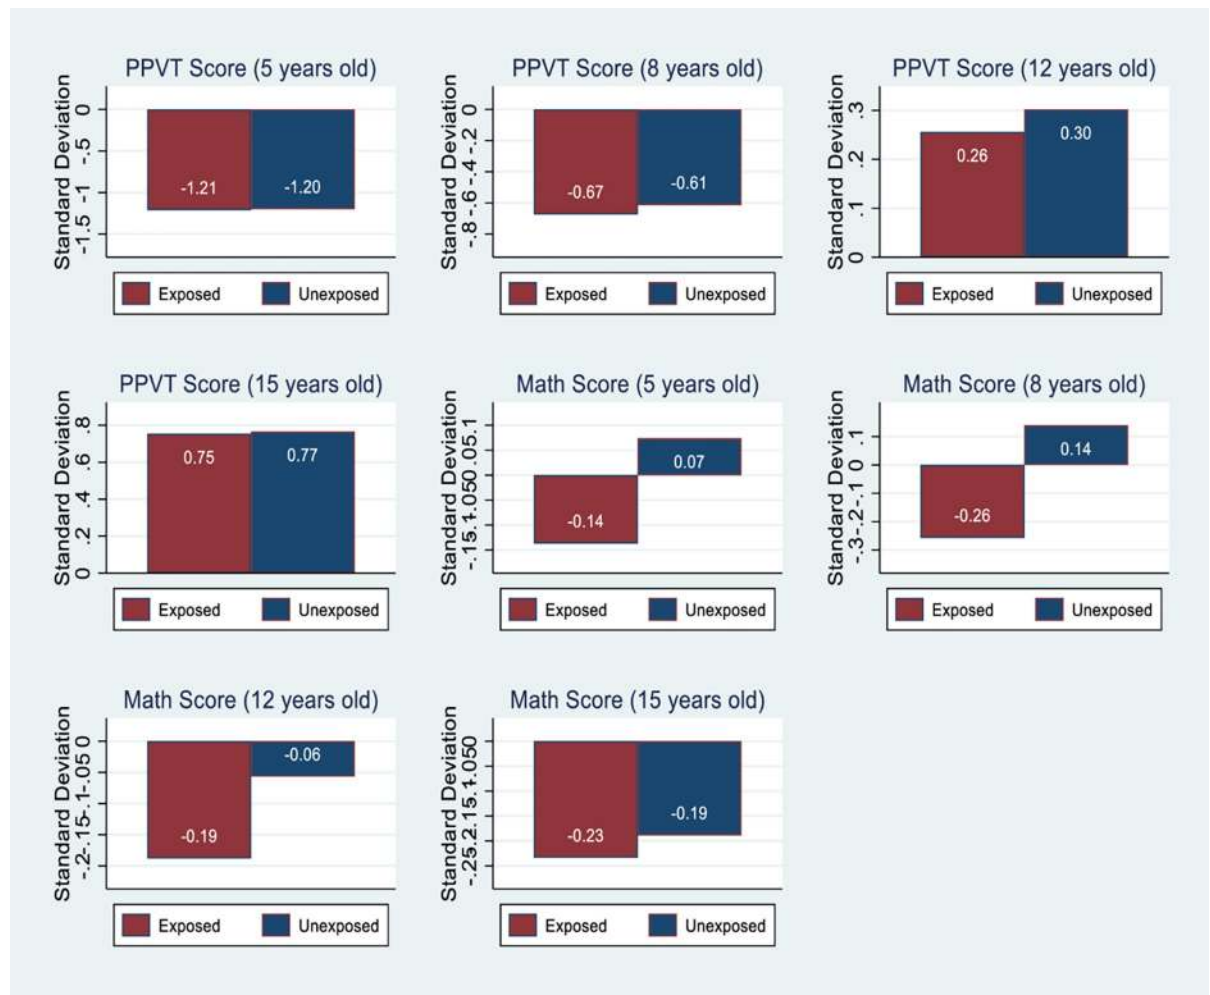 PPVT Score (5 years old)
Standard Deviation
0
-.5
-1
-1.5
-1.21
-1.20
Exposed
Unexposed
PPVT Score (8 years old)
Standard Deviation
0
-.2
-.4
-.6
-.8
-0.67
-0.61
Exposed
Unexposed
PPVT Score (12 years old)
Standard Deviation
.3
.2
.1
0
0.26
0.30
Exposed
Unexposed
PPVT Score (15 years old)
Standard Deviation
.8
.6
.4
.2
0
0.75
0.77
Exposed
Unexposed
Math Score (5 years old)
Standard Deviation
.1
.05
0
-.05
-.1
-.15
-0.14
0.07
Exposed
Unexposed
Math Score (8 years old)
Standard Deviation
.1
0
-.1
-.2
-.3
-0.26
0.14
Exposed
Unexposed
Math Score (12 years old)
Standard Deviation
0
-.05
-.1
-.15
-.2
-0.19
-0.06
Exposed
Unexposed
Math Score (15 years old)
Standard Deviation
0
-.05
-.1
-.15
-.2
-.25
-0.23
-0.19
Exposed
Unexposed